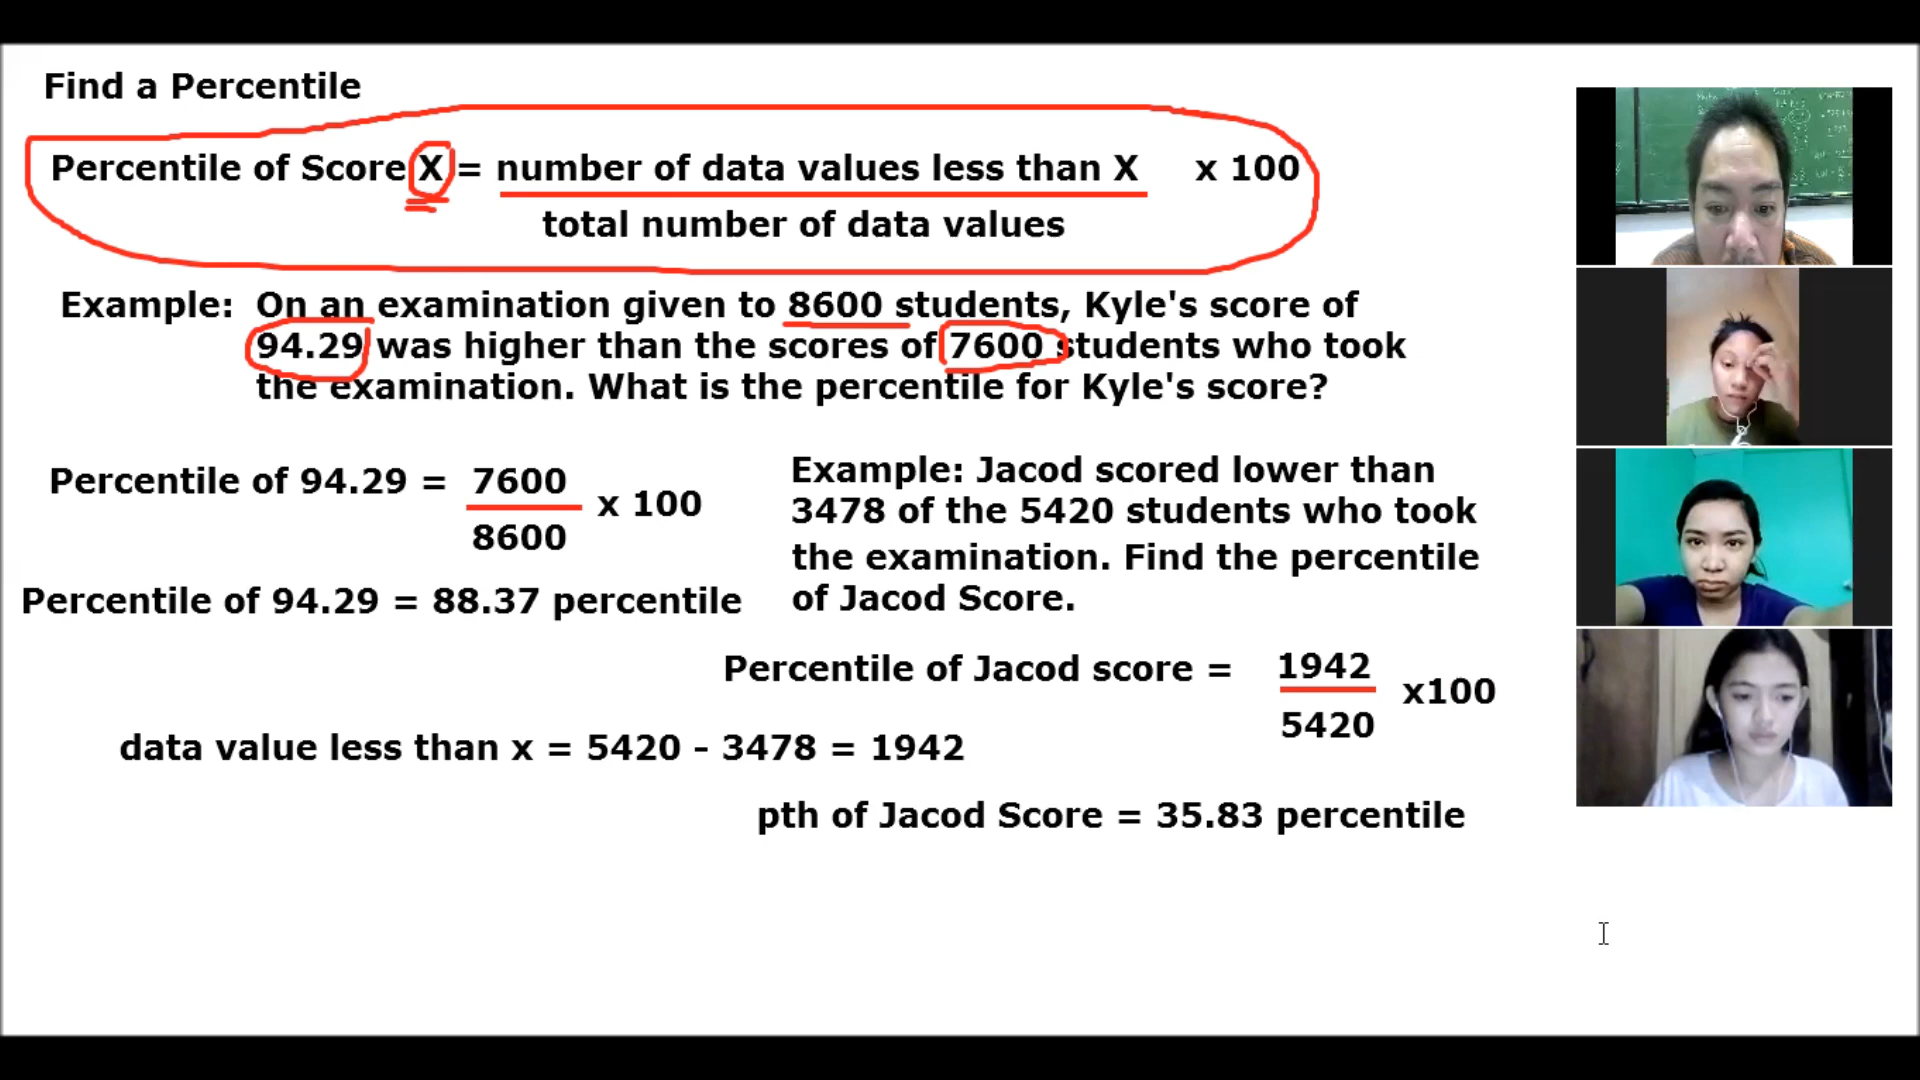 Find a Percentile
Percentile of Score X = number of data values less than X x 100
total number of data values
Example: On an examination given to 8600 students, Kyle's score of
94.29 was higher than the scores of 7600 students who took
the examination. What is the percentile for Kyle's score?
Percentile of 94.29 = 7600 x 100
8600
Percentile of 94.29 = 88.37 percentile
Example: Jacod scored lower than
3478 of the 5420 students who took
the examination. Find the percentile
of Jacod Score.
Percentile of Jacod score = 1942 x100
5420
data value less than x = 5420 - 3478 = 1942
pth of Jacod Score = 35.83 percentile